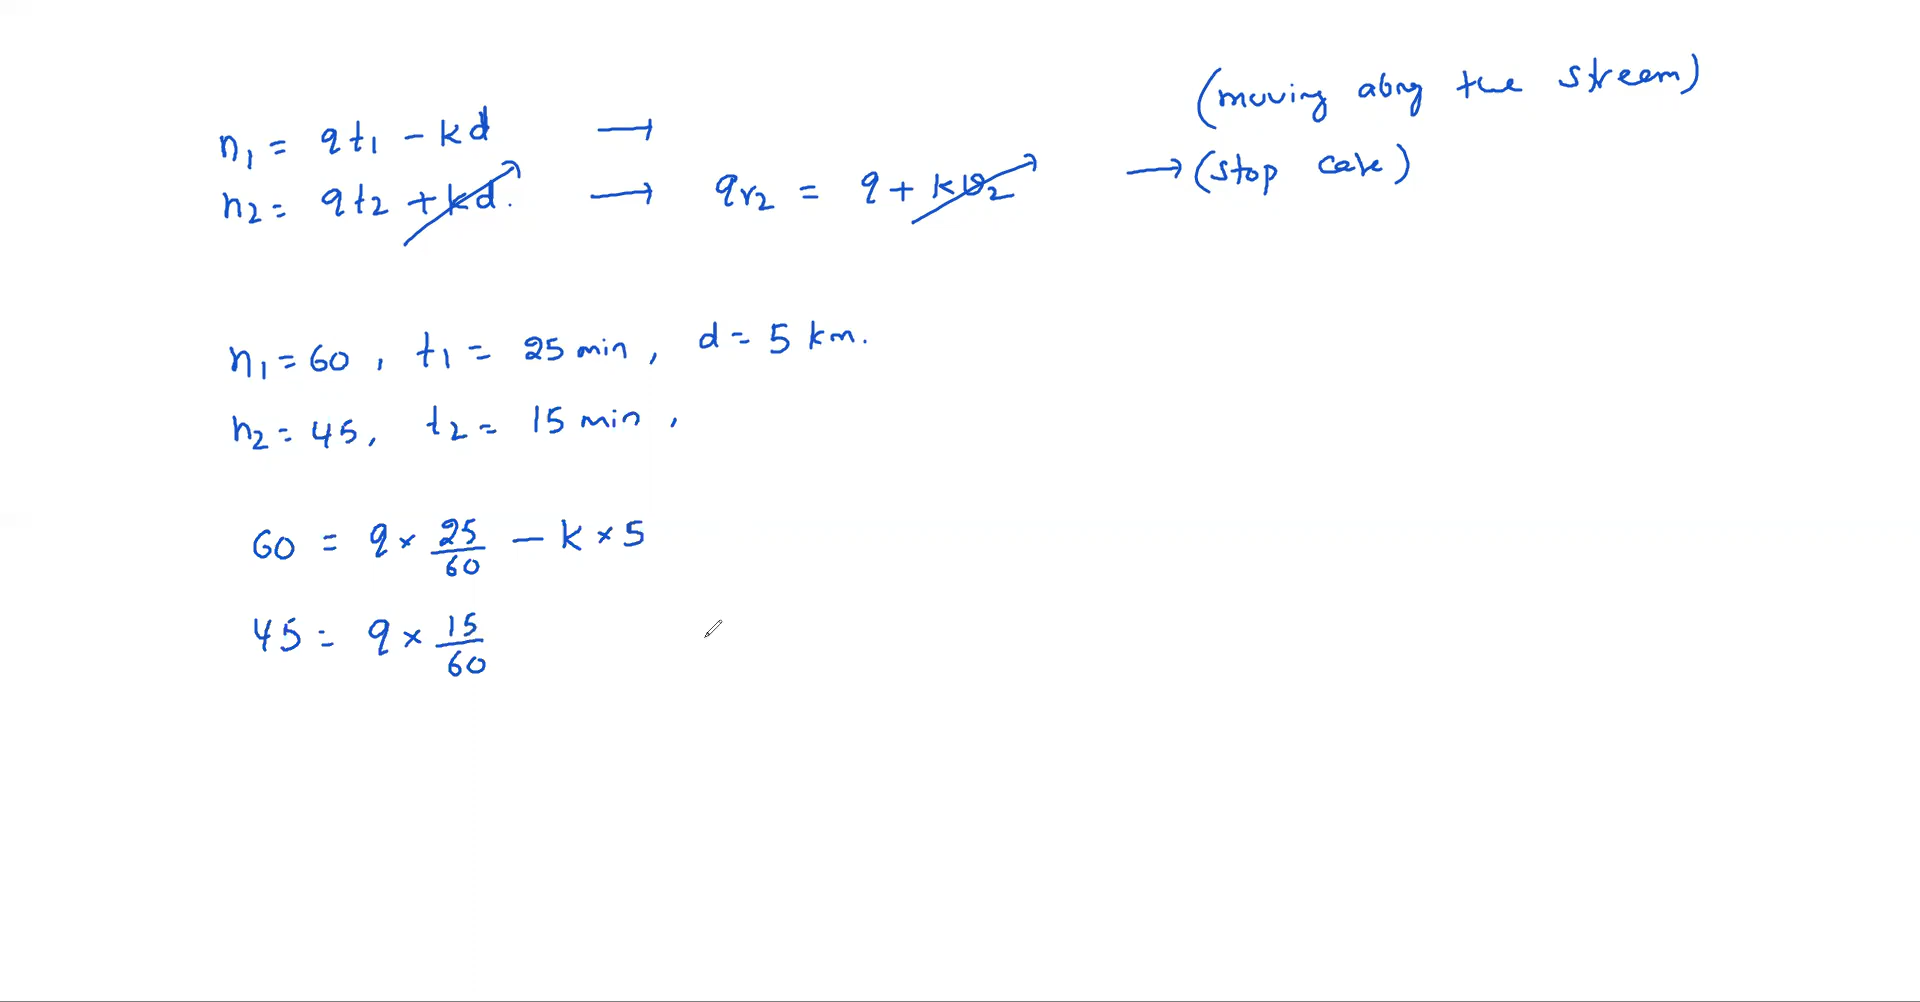 (moving along the stream)
n₁ = qt₁ - kd →
n₂ = qt₂ + kd. → qr₂ = q + kv₂ → (stop case)
n₁ = 60, t₁ = 25 min, d = 5 km.
n₂ = 45, t₂ = 15 min,
60 = q × 25/60 - k × 5
45 = q × 15/60